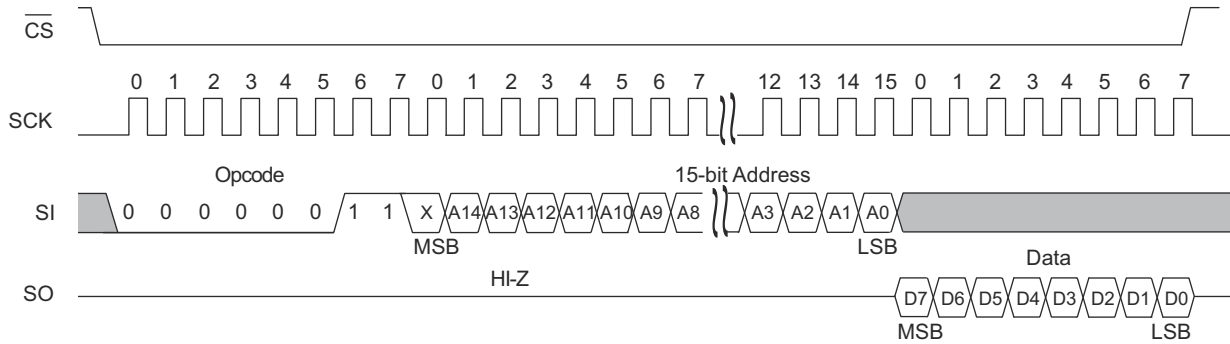 CS
0 1 2 3 4 5 6 7 0 1 2 3 4 5 6 7 12 13 14 15 0 1 2 3 4 5 6 7
SCK
Opcode 15-bit Address
SI 0 0 0 0 0 0 1 1 X A14 A13 A12 A11 A10 A9 A8 A3 A2 A1 A0
MSB LSB
HI-Z Data
SO D7 D6 D5 D4 D3 D2 D1 D0
MSB LSB